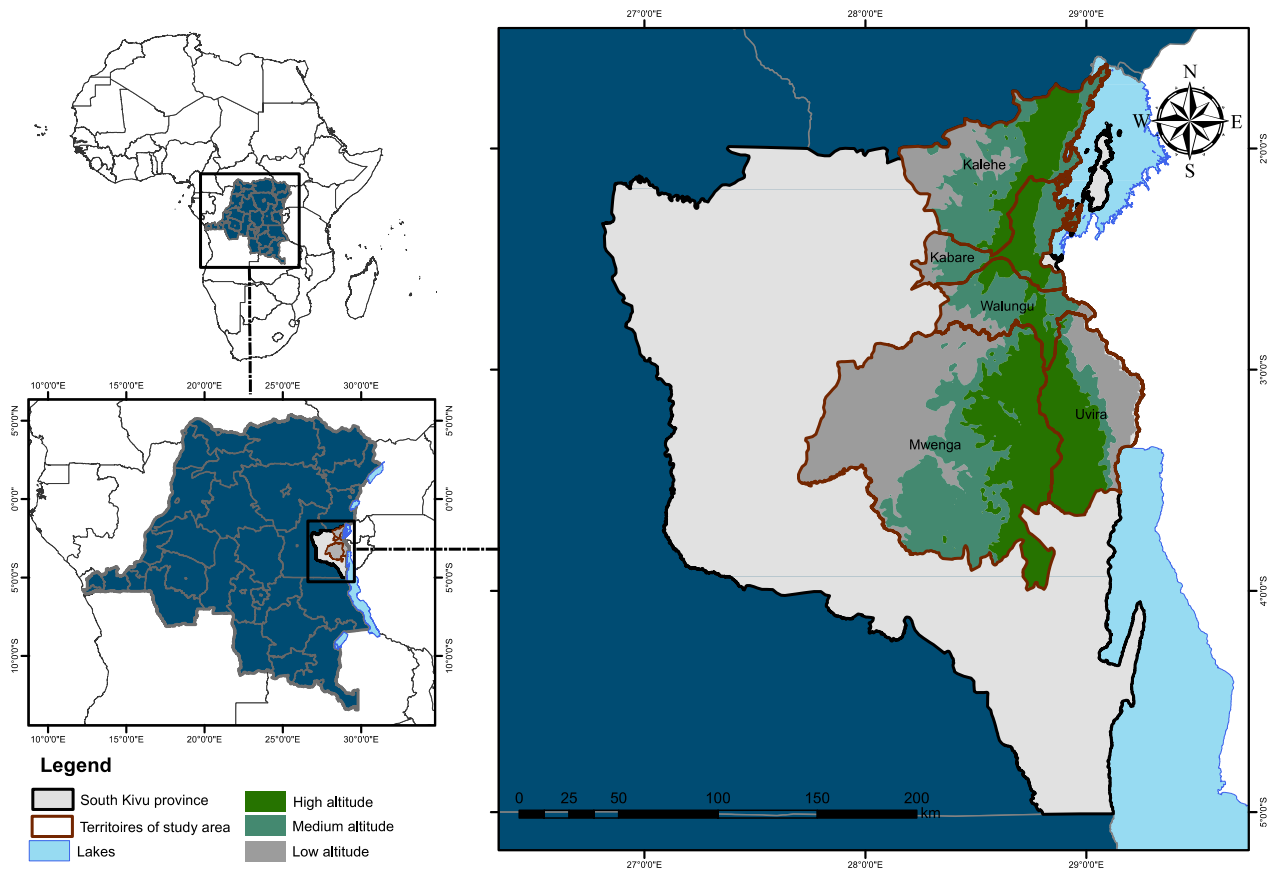 27°0'0"E 28°0'0"E 29°0'0"E
N
W E
S
2°0'0"S
3°0'0"S
4°0'0"S
5°0'0"S
Kalehe
Kabare
Walungu
Uvira
Mwenga
0 25 50 100 150 200
km
27°0'0"E 28°0'0"E 29°0'0"E
10°0'0"E 15°0'0"E 20°0'0"E 25°0'0"E 30°0'0"E
5°0'0"N 5°0'0"N
0°0'0" 0°0'0"
5°0'0"S 5°0'0"S
10°0'0"S 10°0'0"S
10°0'0"E 15°0'0"E 20°0'0"E 25°0'0"E 30°0'0"E
Legend
South Kivu province
Territoires of study area
Lakes
High altitude
Medium altitude
Low altitude